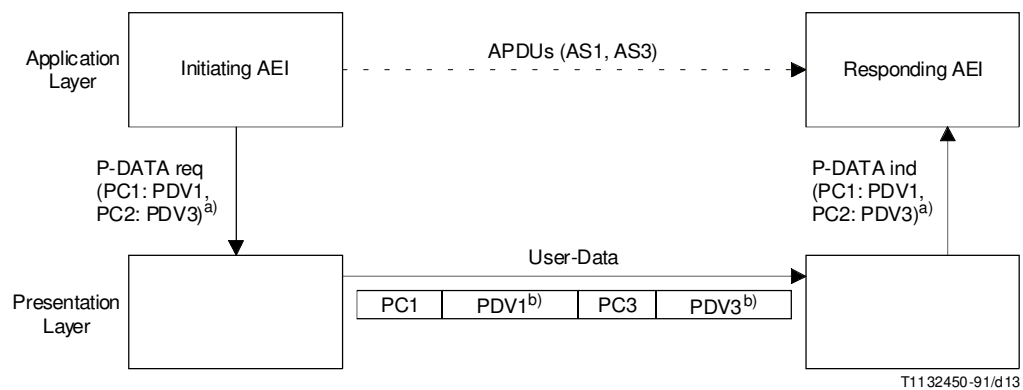 Application
Layer
Initiating AEI
APDUs (AS1, AS3)
Responding AEI
P-DATA req
(PC1: PDV1,
PC2: PDV3)a)
P-DATA ind
(PC1: PDV1,
PC2: PDV3)a)
User-Data
Presentation
Layer
PC1 PDV1b) PC3 PDV3b)
T1132450-91/d13